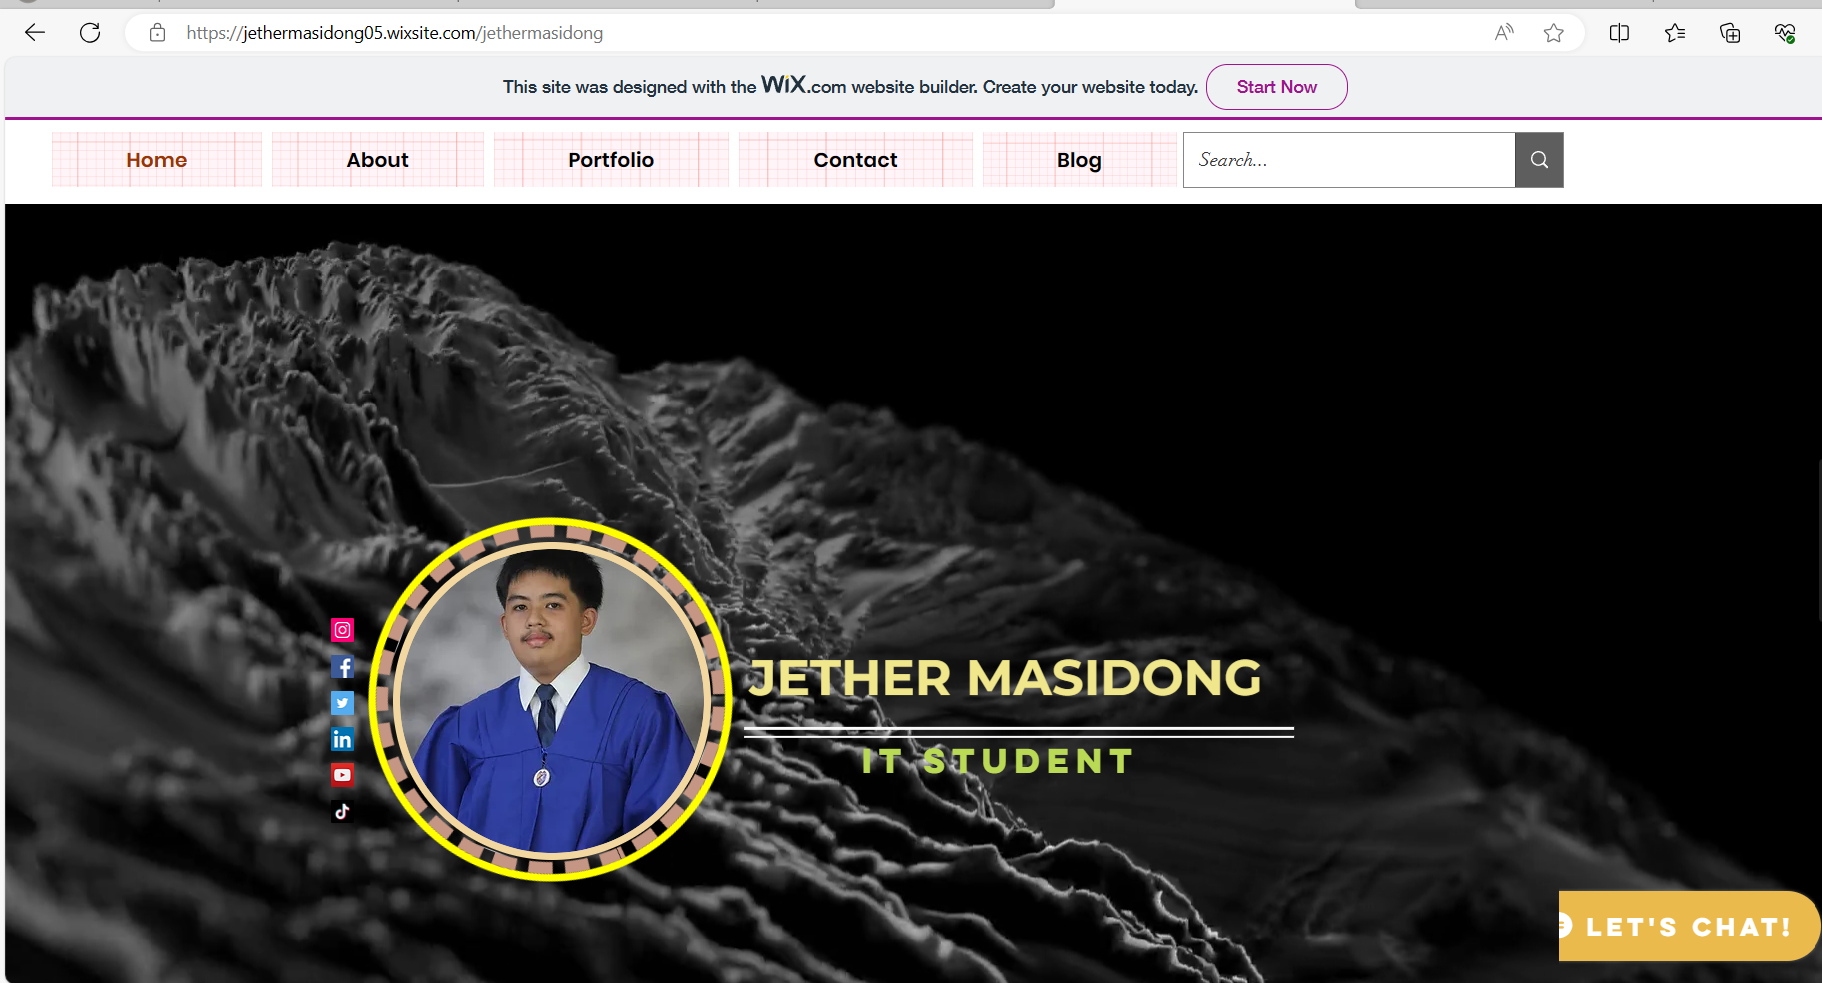 https://jethermasidong05.wixsite.com/jethermasidong
This site was designed with the WiX.com website builder. Create your website today. Start Now
Home About Portfolio Contact Blog Search...
JETHER MASIDONG
IT STUDENT
LET'S CHAT!